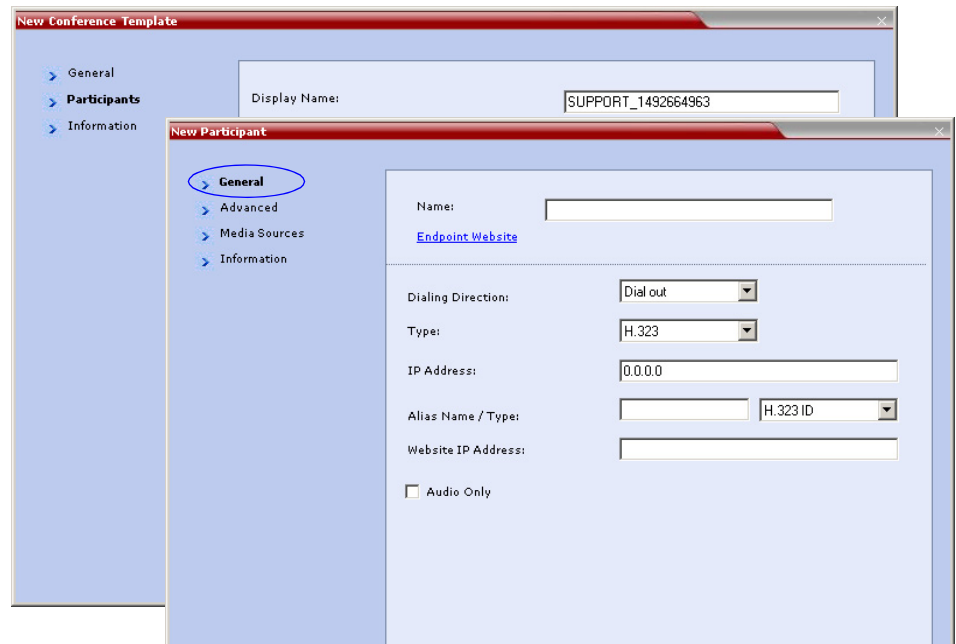 New Conference Template
General
Participants
Information
Display Name: SUPPORT_1492664963
New Participant
General
Advanced
Media Sources
Information
Name:
Endpoint Website
Dialing Direction: Dial out
Type: H.323
IP Address: 0.0.0.0
Alias Name / Type: H.323 ID
Website IP Address:
Audio Only